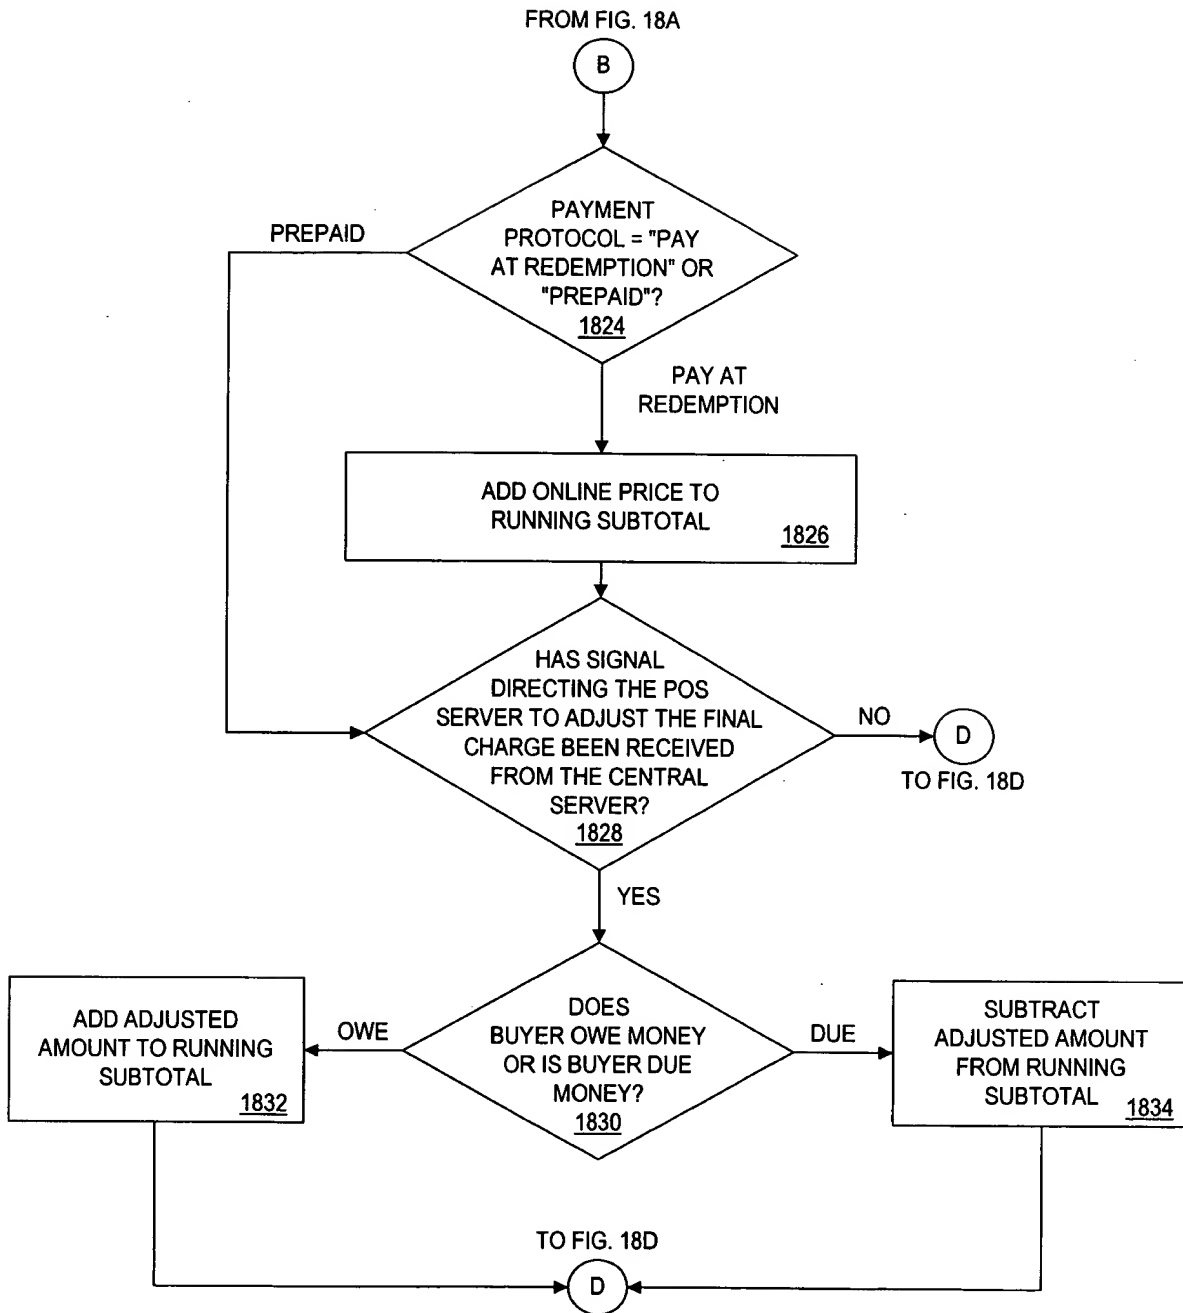 FROM FIG. 18A
B
PAYMENT
PROTOCOL = "PAY
AT REDEMPTION" OR
"PREPAID"?
1824
PREPAID
PAY AT
REDEMPTION
ADD ONLINE PRICE TO
RUNNING SUBTOTAL
1826
HAS SIGNAL
DIRECTING THE POS
SERVER TO ADJUST THE FINAL
CHARGE BEEN RECEIVED
FROM THE CENTRAL
SERVER?
1828
NO
D
TO FIG. 18D
YES
DOES
BUYER OWE MONEY
OR IS BUYER DUE
MONEY?
1830
OWE
ADD ADJUSTED
AMOUNT TO RUNNING
SUBTOTAL
1832
DUE
SUBTRACT
ADJUSTED AMOUNT
FROM RUNNING
SUBTOTAL
1834
TO FIG. 18D
D